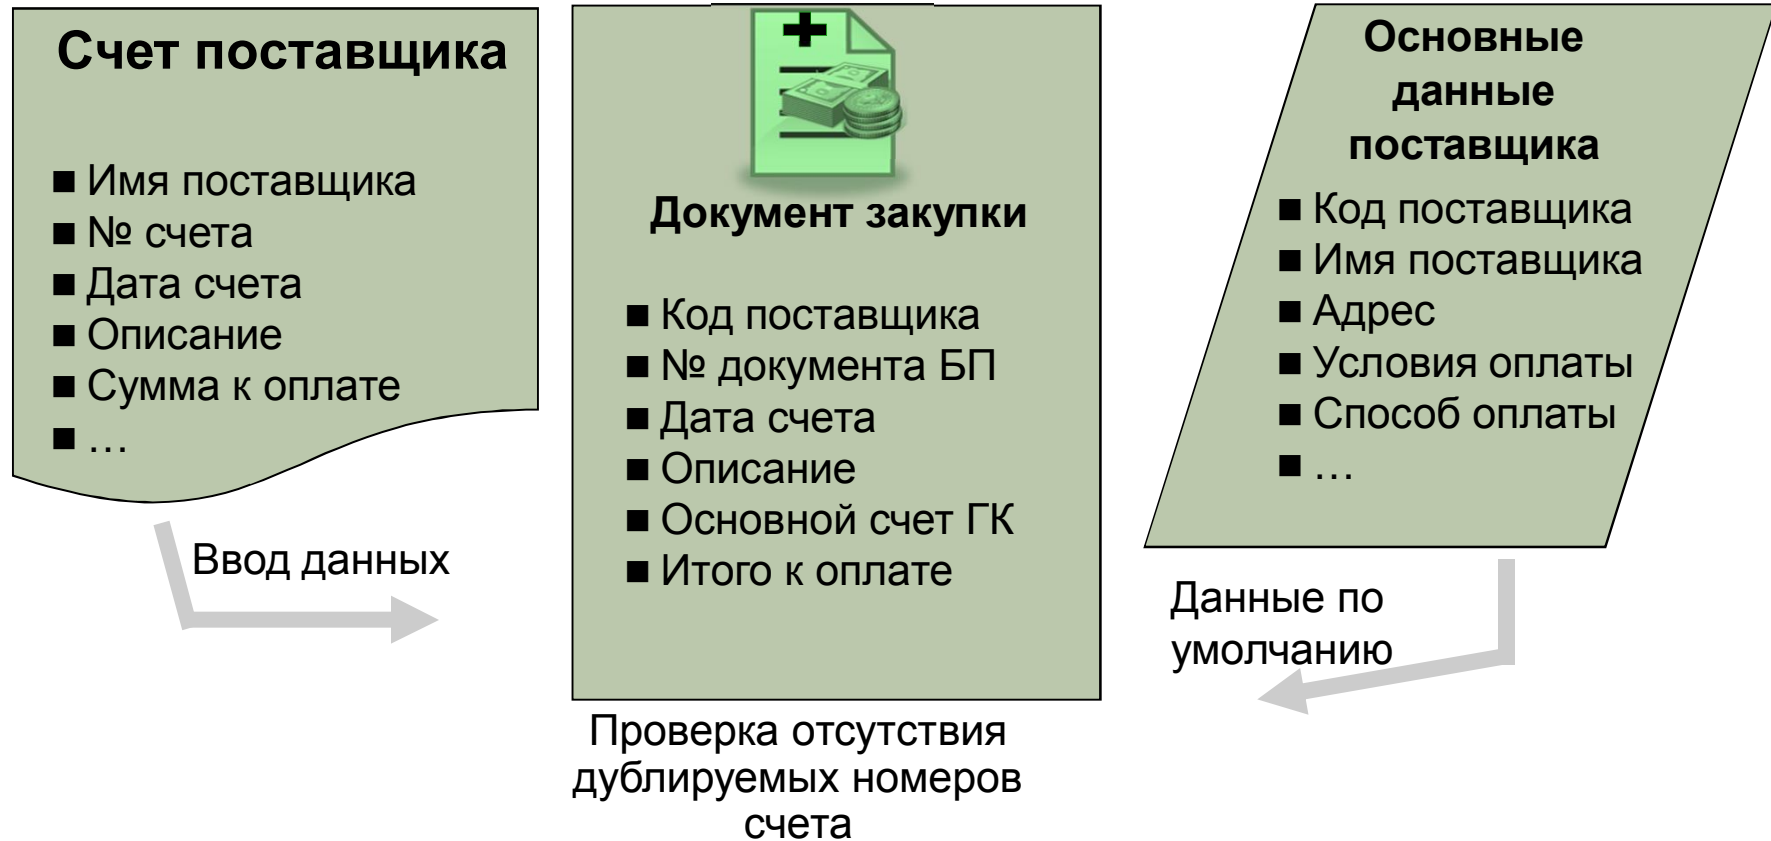 Счет поставщика
■ Имя поставщика
■ № счета
■ Дата счета
■ Описание
■ Сумма к оплате
■ …
Ввод данных
Документ закупки
■ Код поставщика
■ № документа БП
■ Дата счета
■ Описание
■ Основной счет ГК
■ Итого к оплате
Проверка отсутствия
дублируемых номеров
счета
Основные
данные
поставщика
■ Код поставщика
■ Имя поставщика
■ Адрес
■ Условия оплаты
■ Способ оплаты
■ …
Данные по
умолчанию